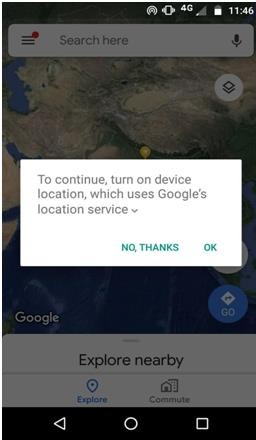 4G 11:46
Search here
To continue, turn on device
location, which uses Google's
location service
NO, THANKS OK
GO
Google
Explore nearby
Explore Commute